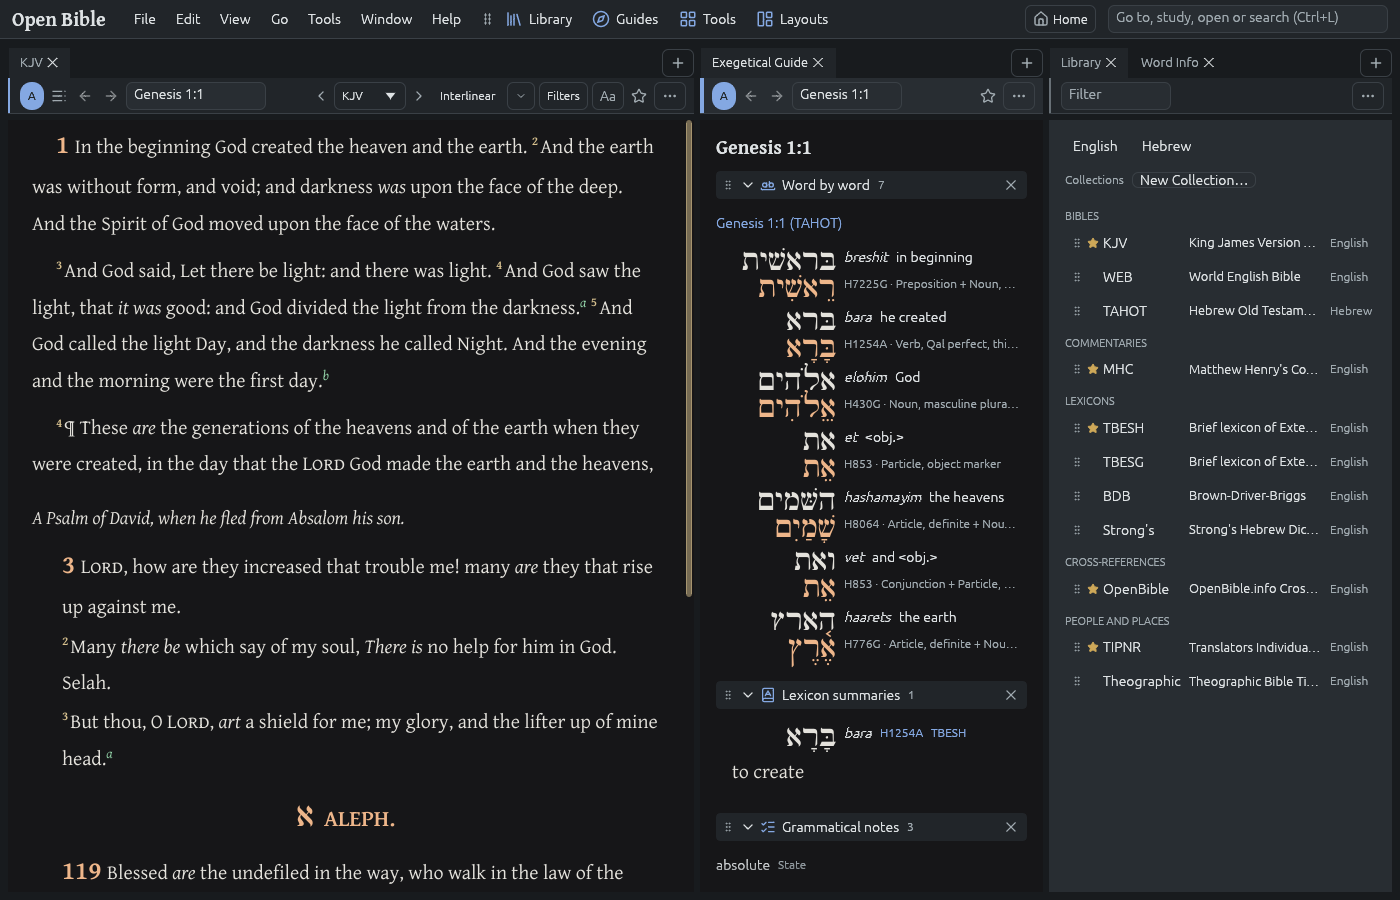 Open Bible File Edit View Go Tools Window Help Library Guides Tools Layouts Home Go to, study, open or search (Ctrl+L)
KJV
A Genesis 1:1 KJV Interlinear Filters Aa
1 In the beginning God created the heaven and the earth. 2 And the earth
was without form, and void; and darkness was upon the face of the deep.
And the Spirit of God moved upon the face of the waters.
3 And God said, Let there be light: and there was light. 4 And God saw the
light, that it was good: and God divided the light from the darkness.a 5 And
God called the light Day, and the darkness he called Night. And the evening
and the morning were the first day.b
4 ¶ These are the generations of the heavens and of the earth when they
were created, in the day that the LORD God made the earth and the heavens,
A Psalm of David, when he fled from Absalom his son.
3 LORD, how are they increased that trouble me! many are they that rise
up against me.
2 Many there be which say of my soul, There is no help for him in God.
Selah.
3 But thou, O LORD, art a shield for me; my glory, and the lifter up of mine
head.a
א ALEPH.
119 Blessed are the undefiled in the way, who walk in the law of the
Exegetical Guide
A Genesis 1:1
Genesis 1:1
Word by word 7
Genesis 1:1 (TAHOT)
בראשׁית breshit in beginning
רֵאשִׁית H7225G · Preposition + Noun, …
ברא bara he created
בָּרָא H1254A · Verb, Qal perfect, thi…
אלהים elohim God
אֱלֹהִים H430G · Noun, masculine plura…
את et <obj.>
אֵת H853 · Particle, object marker
השׁמים hashamayim the heavens
שָׁמַיִם H8064 · Article, definite + Nou…
ואת vet and <obj.>
אֵת H853 · Conjunction + Particle, …
הארץ haarets the earth
אֶרֶץ H776G · Article, definite + Nou…
Lexicon summaries 1
בָּרָא bara H1254A TBESH
to create
Grammatical notes 3
absolute State
Library Word Info
Filter
English Hebrew
Collections New Collection…
BIBLES
KJV King James Version … English
WEB World English Bible English
TAHOT Hebrew Old Testam… Hebrew
COMMENTARIES
MHC Matthew Henry's Co… English
LEXICONS
TBESH Brief lexicon of Exte… English
TBESG Brief lexicon of Exte… English
BDB Brown-Driver-Briggs English
Strong's Strong's Hebrew Dic… English
CROSS-REFERENCES
OpenBible OpenBible.info Cros… English
PEOPLE AND PLACES
TIPNR Translators Individua… English
Theographic Theographic Bible Ti… English